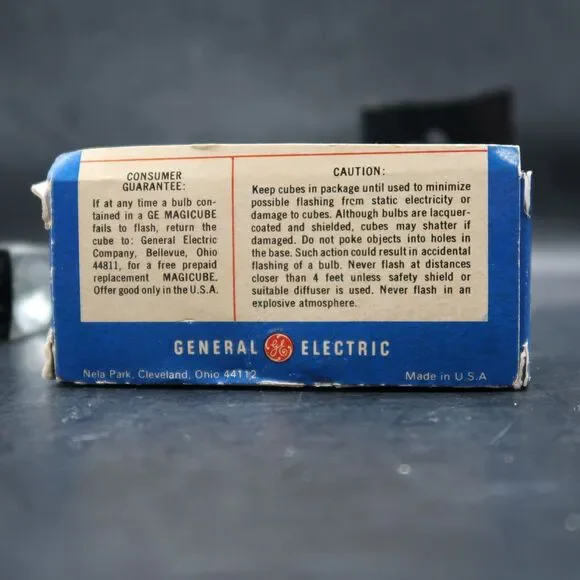 CONSUMER
GUARANTEE:
If at any time a bulb con-
tained in a GE MAGICUBE
fails to flash, return the
cube to: General Electric
Company, Bellevue, Ohio
44811, for a free prepaid
replacement MAGICUBE.
Offer good only in the U.S.A.
CAUTION:
Keep cubes in package until used to minimize
possible flashing from static electricity or
damage to cubes. Although bulbs are lacquer-
coated and shielded, cubes may shatter if
damaged. Do not poke objects into holes in
the base. Such action could result in accidental
flashing of a bulb. Never flash at distances
closer than 4 feet unless safety shield or
suitable diffuser is used. Never flash in an
explosive atmosphere.
GENERAL GE ELECTRIC
Nela Park, Cleveland, Ohio 44112
Made in U.S.A